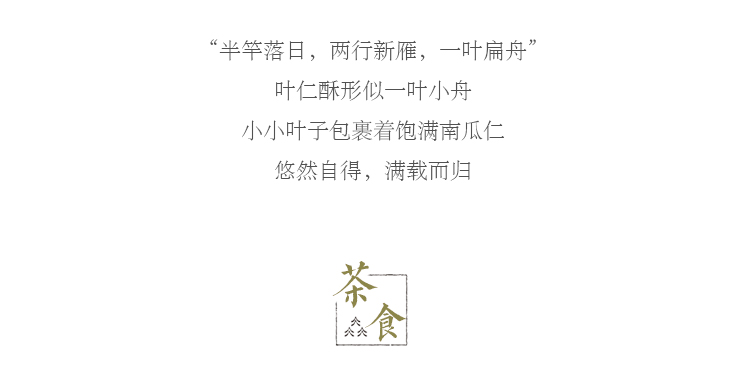 “半竿落日，两行新雁，一叶扁舟”
叶仁酥形似一叶小舟
小小叶子包裹着饱满南瓜仁
悠然自得，满载而归
茶食